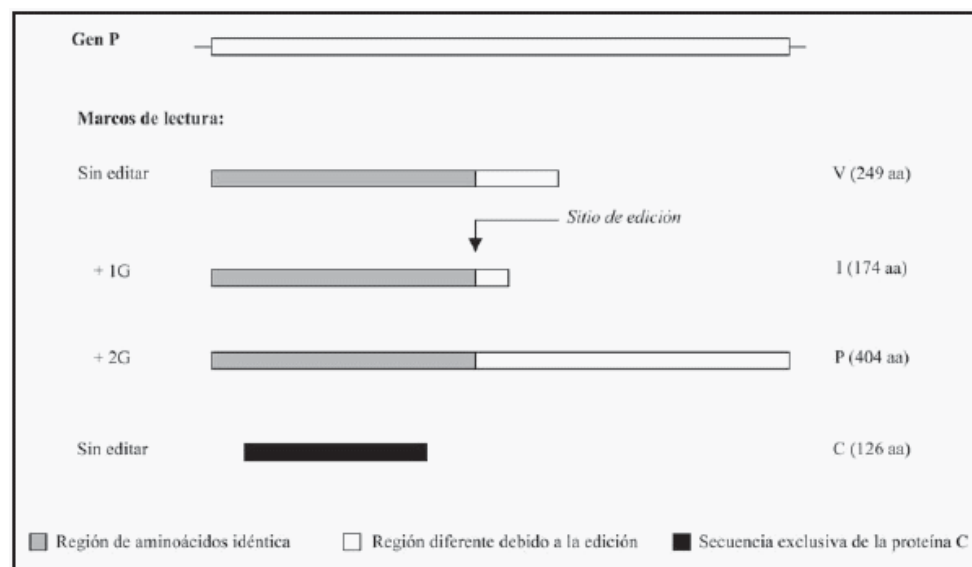 Gen P
Marcos de lectura:
Sin editar V (249 aa)
Sitio de edición
+ 1G I (174 aa)
+ 2G P (404 aa)
Sin editar C (126 aa)
Región de aminoácidos idéntica Región diferente debido a la edición Secuencia exclusiva de la proteína C